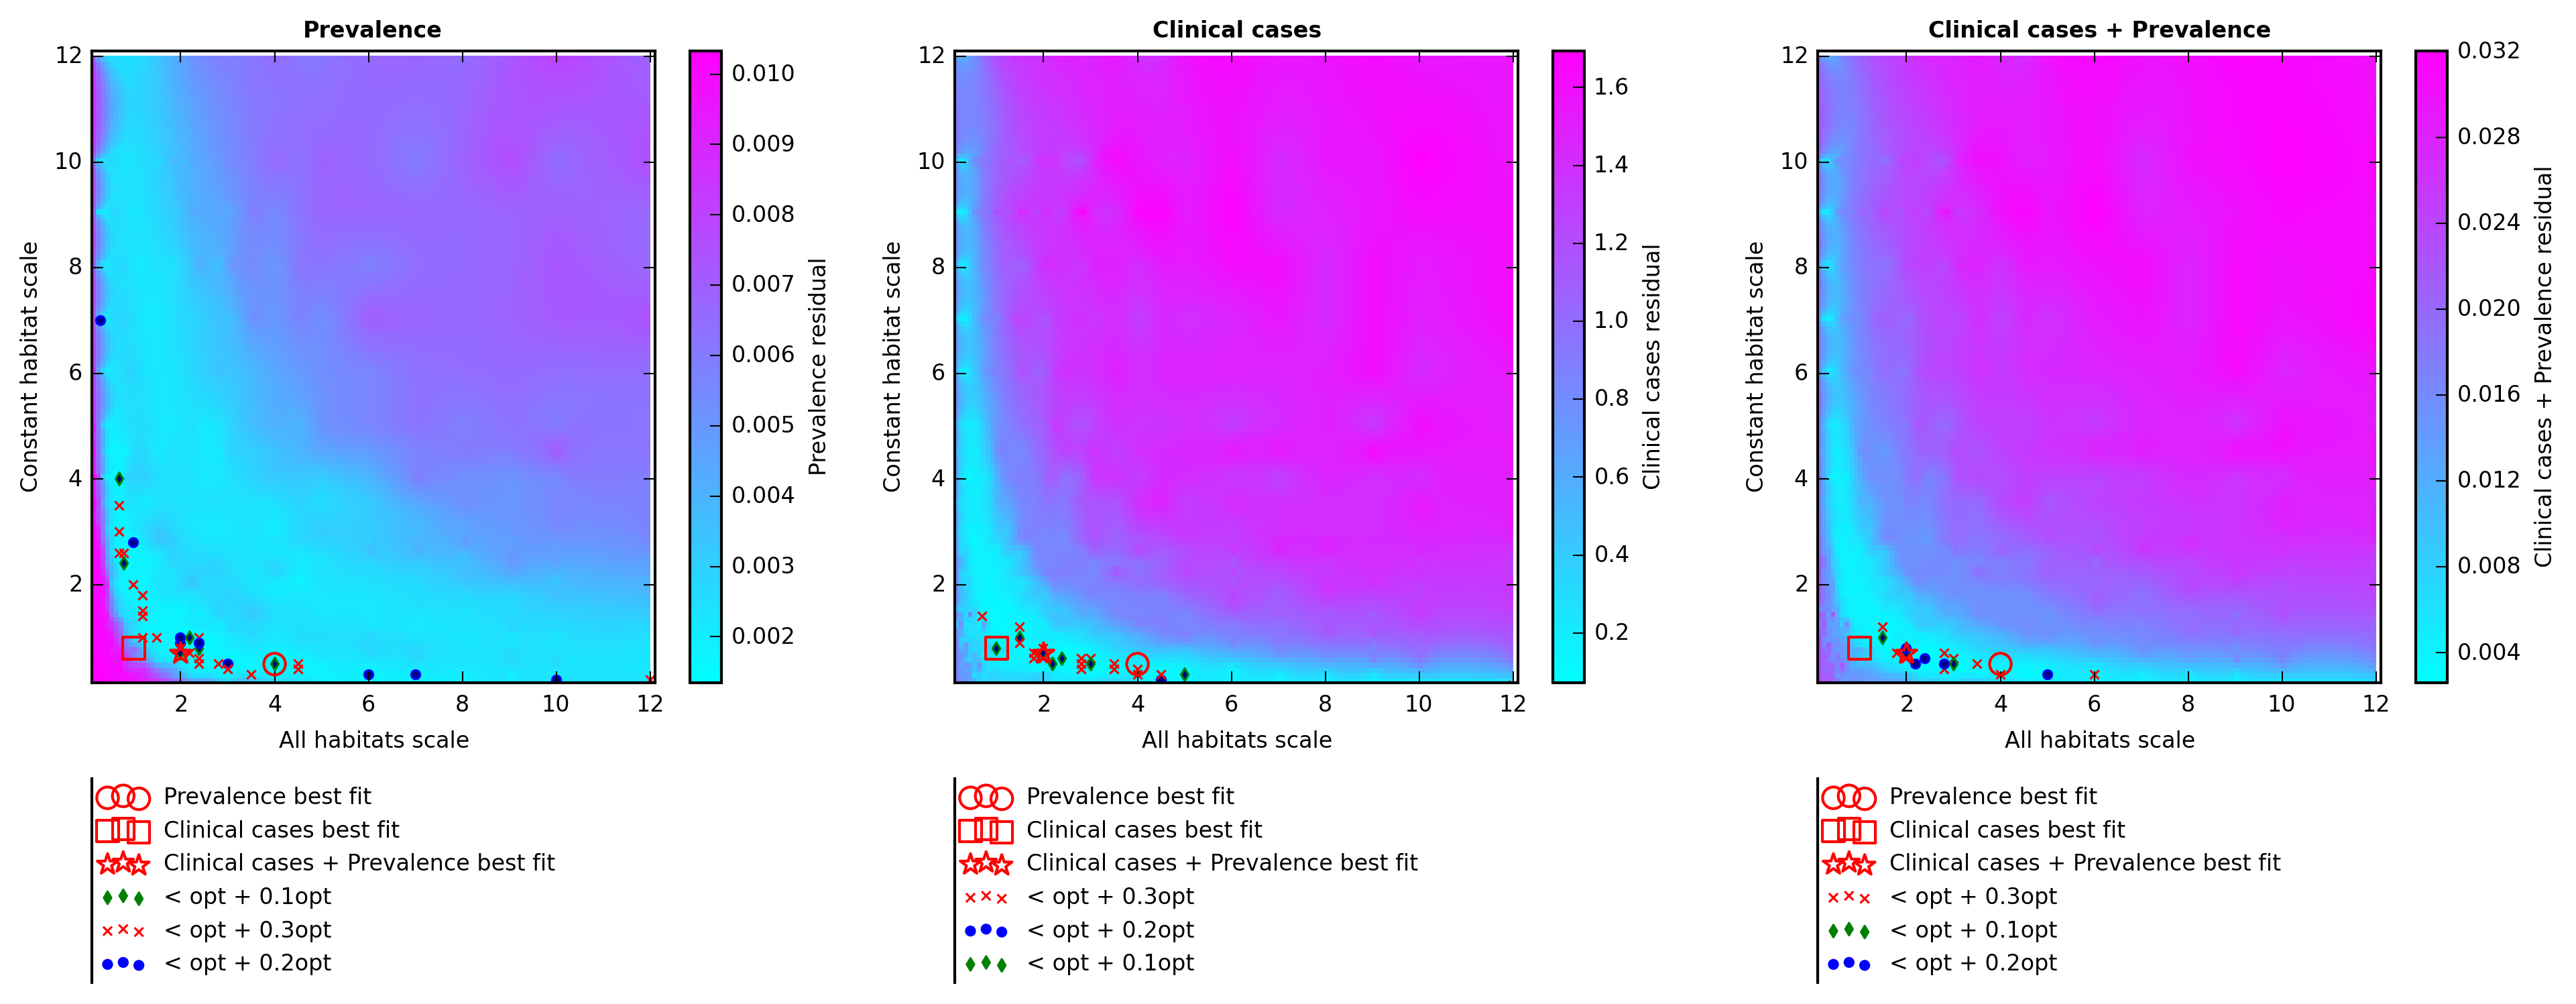 Prevalence
12
10
8
6
4
2
2 4 6 8 10 12
Constant habitat scale
All habitats scale
0.010
0.009
0.008
0.007
0.006
0.005
0.004
0.003
0.002
Prevalence residual
Prevalence best fit
Clinical cases best fit
Clinical cases + Prevalence best fit
< opt + 0.1opt
< opt + 0.3opt
< opt + 0.2opt
Clinical cases
12
10
8
6
4
2
2 4 6 8 10 12
Constant habitat scale
All habitats scale
1.6
1.4
1.2
1.0
0.8
0.6
0.4
0.2
Clinical cases residual
Prevalence best fit
Clinical cases best fit
Clinical cases + Prevalence best fit
< opt + 0.3opt
< opt + 0.2opt
< opt + 0.1opt
Clinical cases + Prevalence
12
10
8
6
4
2
2 4 6 8 10 12
Constant habitat scale
All habitats scale
0.032
0.028
0.024
0.020
0.016
0.012
0.008
0.004
Clinical cases + Prevalence residual
Prevalence best fit
Clinical cases best fit
Clinical cases + Prevalence best fit
< opt + 0.3opt
< opt + 0.1opt
< opt + 0.2opt